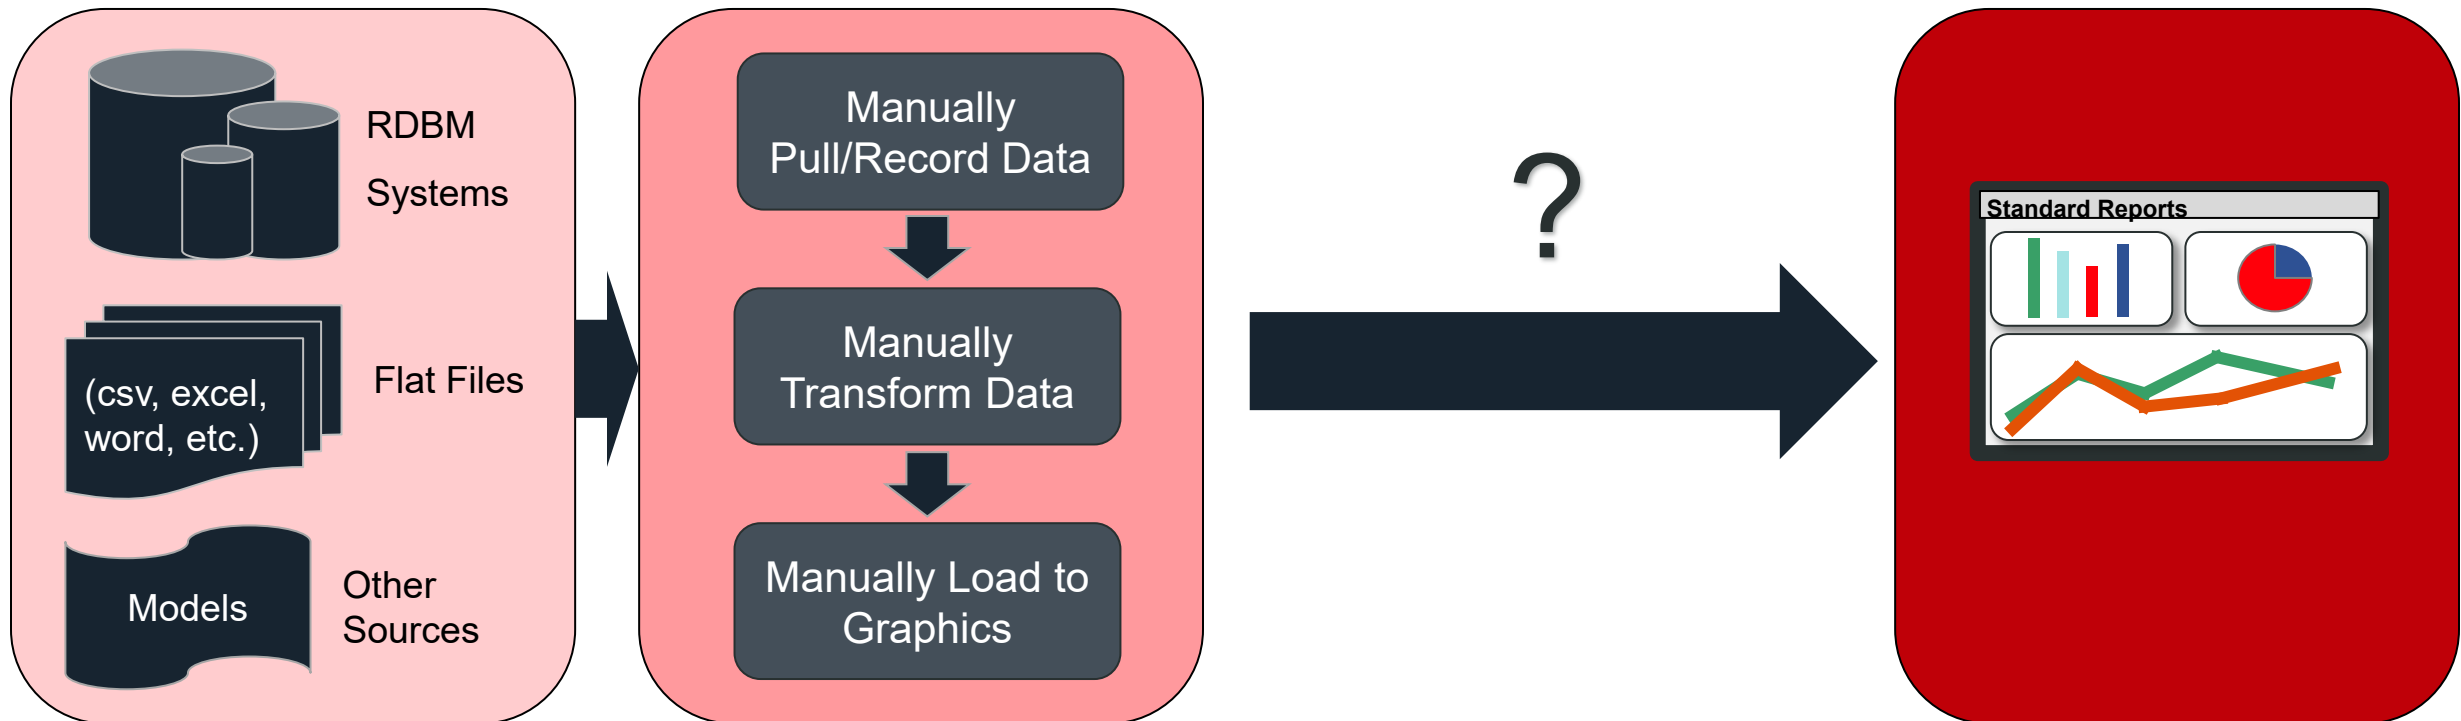 RDBM
Systems
(csv, excel,
word, etc.)
Flat Files
Models
Other
Sources
Manually
Pull/Record Data
Manually
Transform Data
Manually Load to
Graphics
?
Standard Reports